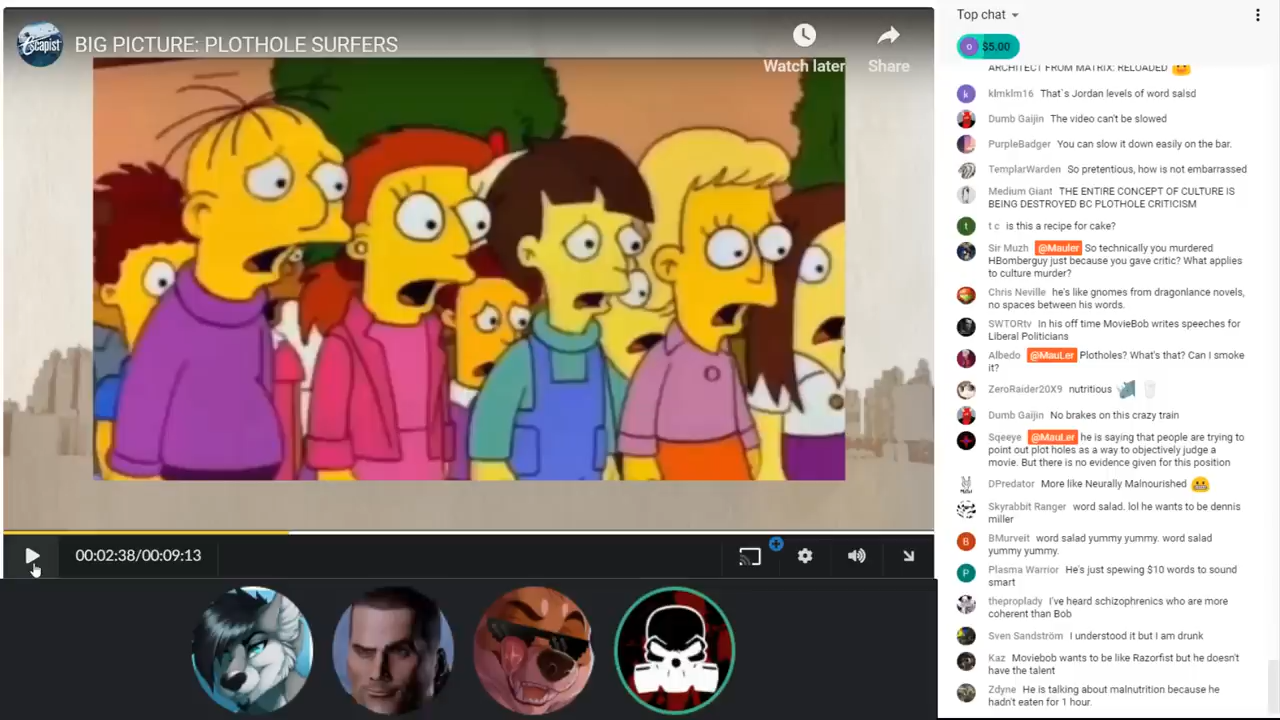 BIG PICTURE: PLOTHOLE SURFERS
Escapist
Watch later
Share
00:02:38/00:09:13
Top chat
$5.00
ARCHITECT FROM MATRIX: RELOADED
klmklm16 That`s Jordan levels of word salsd
Dumb Gaijin The video can't be slowed
PurpleBadger You can slow it down easily on the bar.
TemplarWarden So pretentious, how is not embarrassed
Medium Giant THE ENTIRE CONCEPT OF CULTURE IS
BEING DESTROYED BC PLOTHOLE CRITICISM
t c is this a recipe for cake?
Sir Muzh @Mauler So technically you murdered
HBomberguy just because you gave critic? What applies
to culture murder?
Chris Neville he's like gnomes from dragonlance novels,
no spaces between his words.
SWTORtv In his off time MovieBob writes speeches for
Liberal Politicians
Albedo @MauLer Plotholes? What's that? Can I smoke
it?
ZeroRaider20X9 nutritious
Dumb Gaijin No brakes on this crazy train
Sqeeye @MauLer he is saying that people are trying to
point out plot holes as a way to objectively judge a
movie. But there is no evidence given for this position
DPredator More like Neurally Malnourished
Skyrabbit Ranger word salad. lol he wants to be dennis
miller
BMurveit word salad yummy yummy. word salad
yummy yummy.
Plasma Warrior He's just spewing $10 words to sound
smart
theproplady I've heard schizophrenics who are more
coherent than Bob
Sven Sandström I understood it but I am drunk
Kaz Moviebob wants to be like Razorfist but he doesn't
have the talent
Zdyne He is talking about malnutrition because he
hadn't eaten for 1 hour.